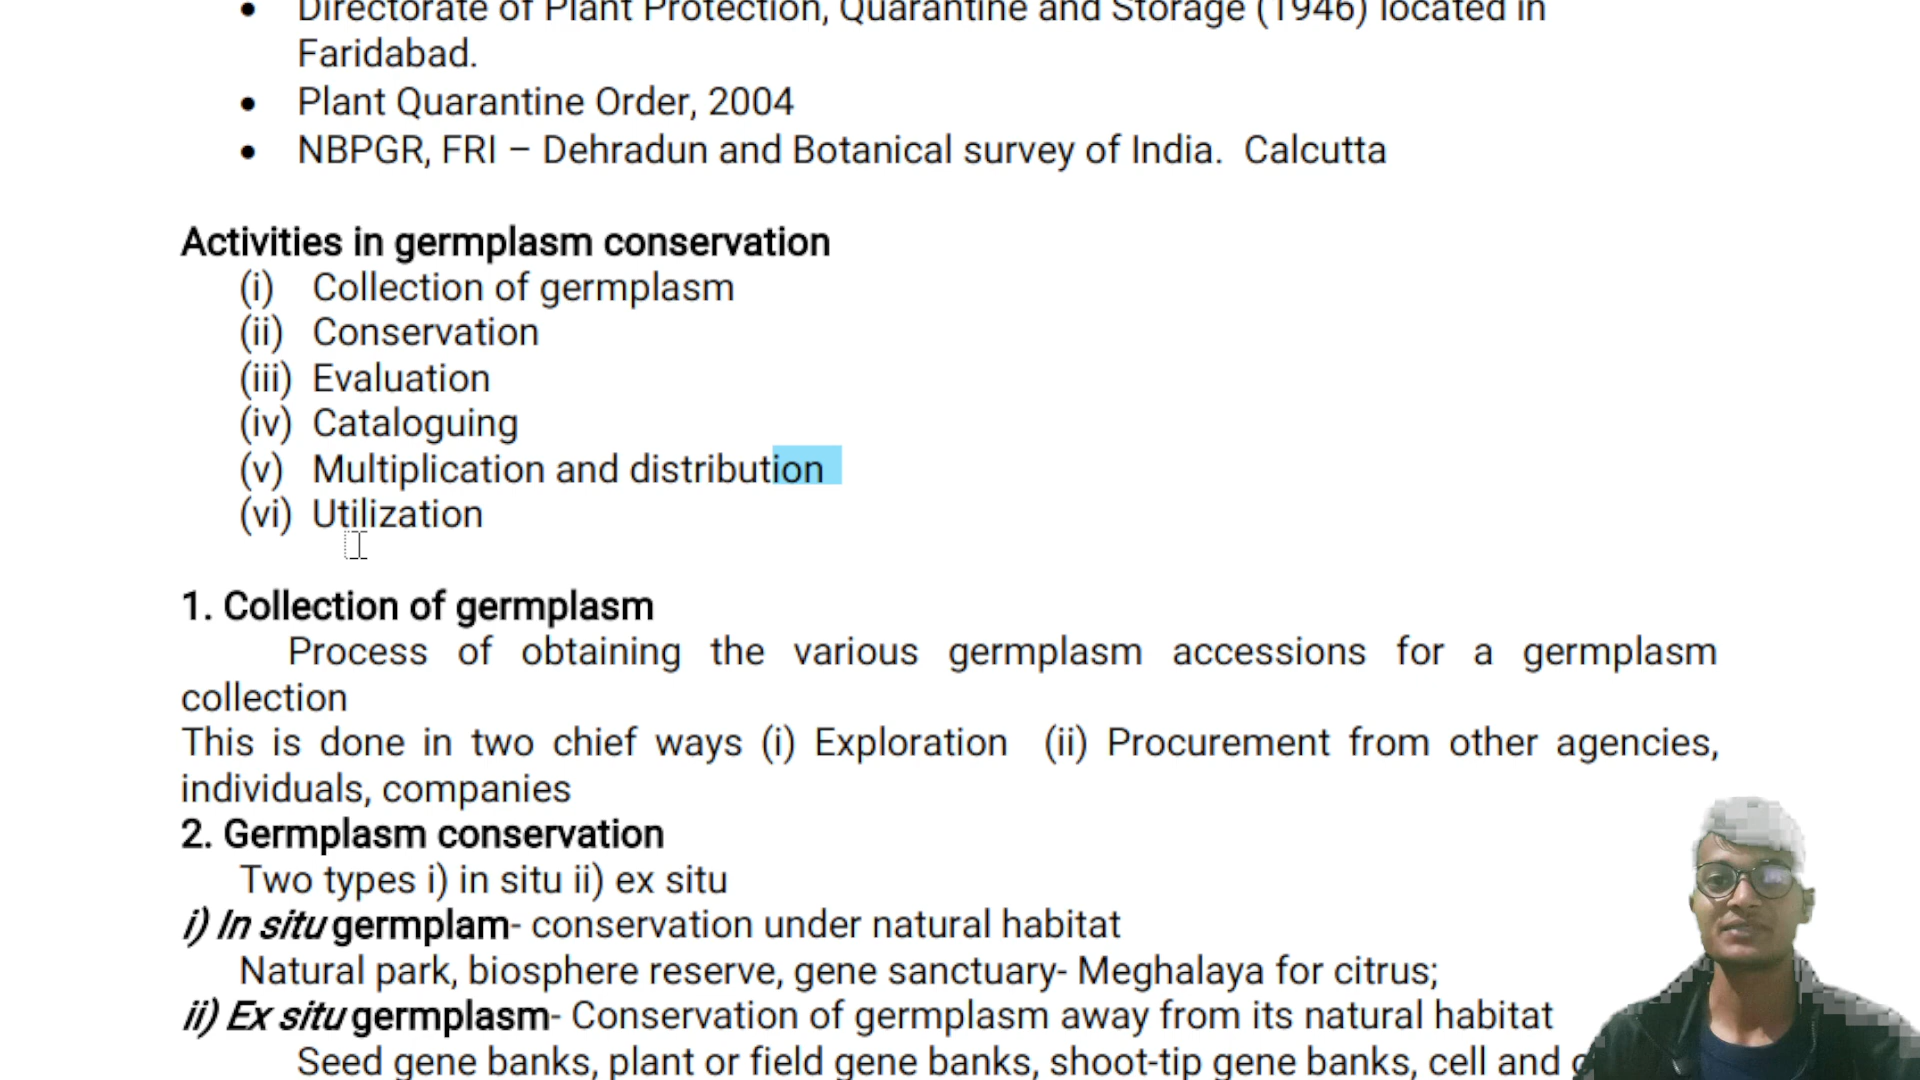 Directorate of Plant Protection, Quarantine and Storage (1946) located in
Faridabad.
• Plant Quarantine Order, 2004
• NBPGR, FRI – Dehradun and Botanical survey of India. Calcutta
Activities in germplasm conservation
(i) Collection of germplasm
(ii) Conservation
(iii) Evaluation
(iv) Cataloguing
(v) Multiplication and distribution
(vi) Utilization
1. Collection of germplasm
Process of obtaining the various germplasm accessions for a germplasm
collection
This is done in two chief ways (i) Exploration (ii) Procurement from other agencies,
individuals, companies
2. Germplasm conservation
Two types i) in situ ii) ex situ
i) In situ germplam- conservation under natural habitat
Natural park, biosphere reserve, gene sanctuary- Meghalaya for citrus;
ii) Ex situ germplasm- Conservation of germplasm away from its natural habitat
Seed gene banks, plant or field gene banks, shoot-tip gene banks, cell and